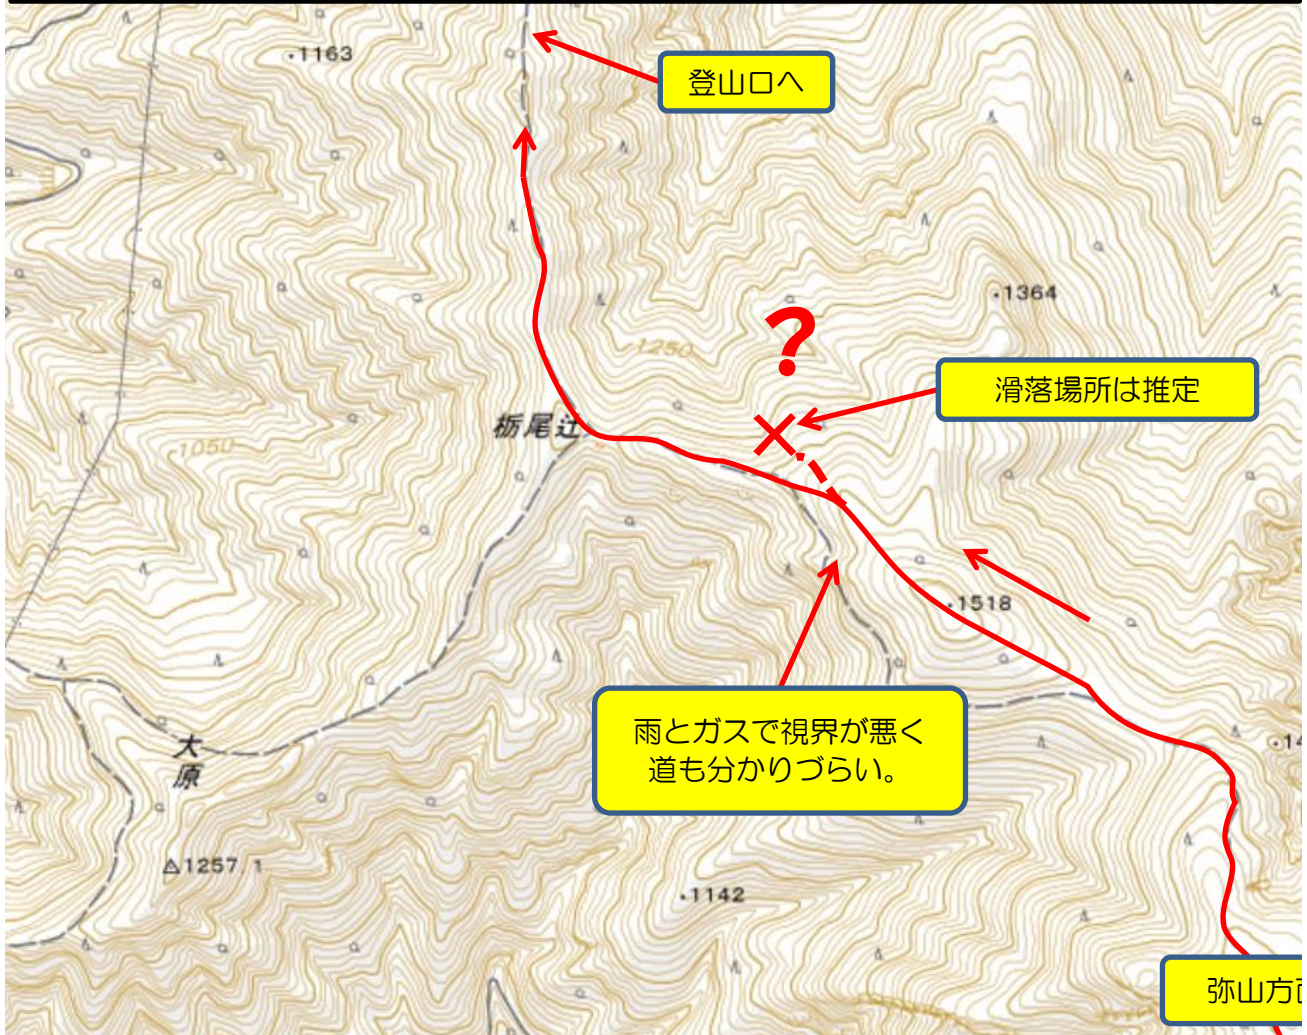 ・1163
登山口へ
・1364
?
1250
滑落場所は推定
栃尾辻
1050
・1518
雨とガスで視界が悪く
道も分かりづらい。
大原
1257.1
・1142
弥山方